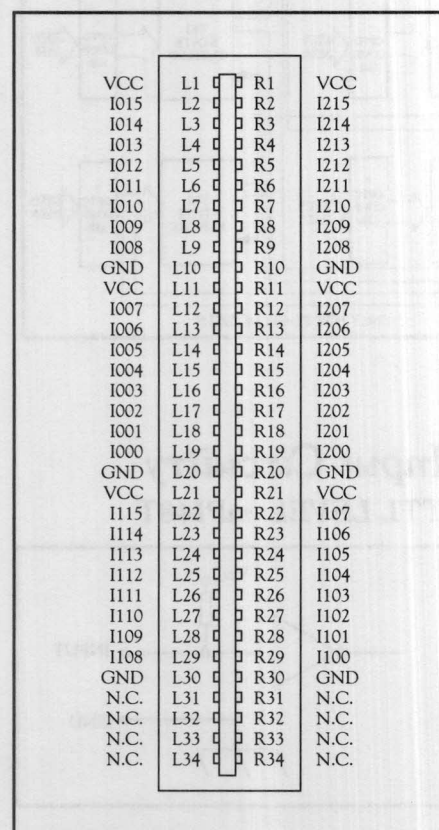 VCC L1 R1 VCC
I015 L2 R2 I215
I014 L3 R3 I214
I013 L4 R4 I213
I012 L5 R5 I212
I011 L6 R6 I211
I010 L7 R7 I210
I009 L8 R8 I209
I008 L9 R9 I208
GND L10 R10 GND
VCC L11 R11 VCC
I007 L12 R12 I207
I006 L13 R13 I206
I005 L14 R14 I205
I004 L15 R15 I204
I003 L16 R16 I203
I002 L17 R17 I202
I001 L18 R18 I201
I000 L19 R19 I200
GND L20 R20 GND
VCC L21 R21 VCC
I115 L22 R22 I107
I114 L23 R23 I106
I113 L24 R24 I105
I112 L25 R25 I104
I111 L26 R26 I103
I110 L27 R27 I102
I109 L28 R28 I101
I108 L29 R29 I100
GND L30 R30 GND
N.C. L31 R31 N.C.
N.C. L32 R32 N.C.
N.C. L33 R33 N.C.
N.C. L34 R34 N.C.